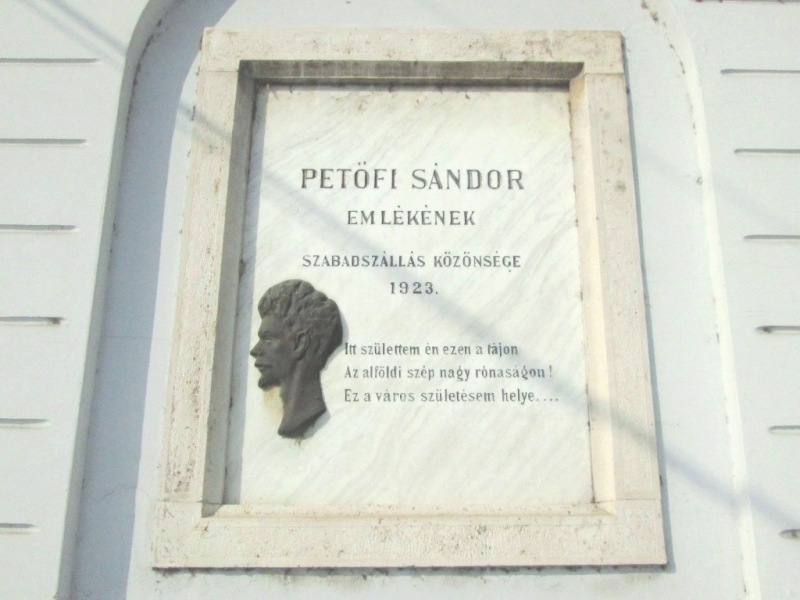 PETŐFI SÁNDOR
EMLÉKÉNEK
SZABADSZÁLLÁS KÖZÖNSÉGE
1923.
Itt születtem én ezen a tájon
Az alföldi szép nagy rónaságon!
Ez a város születésem helye....